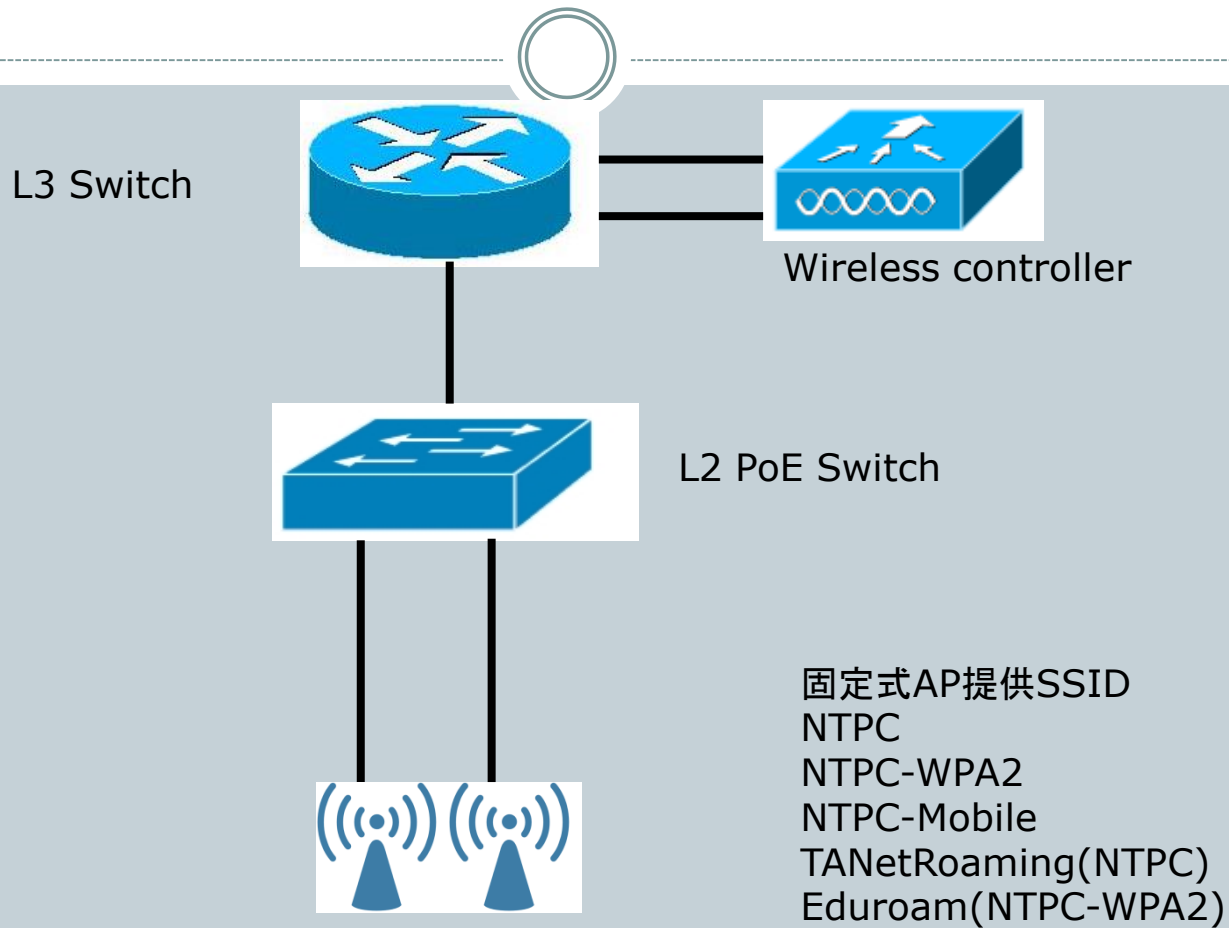 L3 Switch
Wireless controller
L2 PoE Switch
固定式AP提供SSID
NTPC
NTPC-WPA2
NTPC-Mobile
TANetRoaming(NTPC)
Eduroam(NTPC-WPA2)